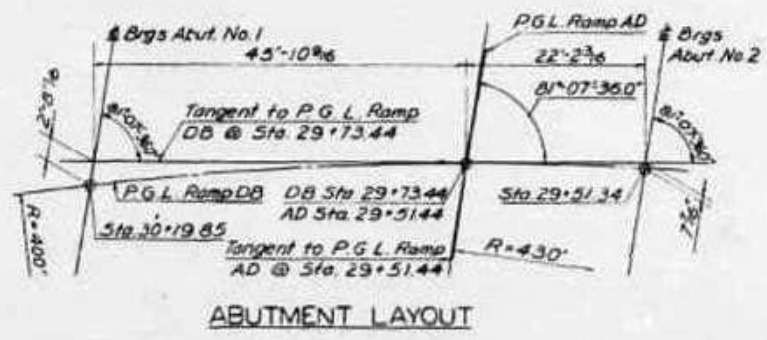 P.G.L. Ramp AD
℄ Brgs Abut. No. 1
℄ Brgs
Abut. No 2
45'-10 9/16
22'-2 3/16
81°-07'-36.0"
Tangent to P.G.L. Ramp
DB @ Sta. 29+73.44
P.G.L. Ramp DB
DB Sta 29+73.44
AD Sta. 29+51.44
Sta. 29+51.34
Sta. 30+19.85
R=400'
Tangent to P.G.L. Ramp
AD @ Sta. 29+51.44
R=430'
ABUTMENT LAYOUT